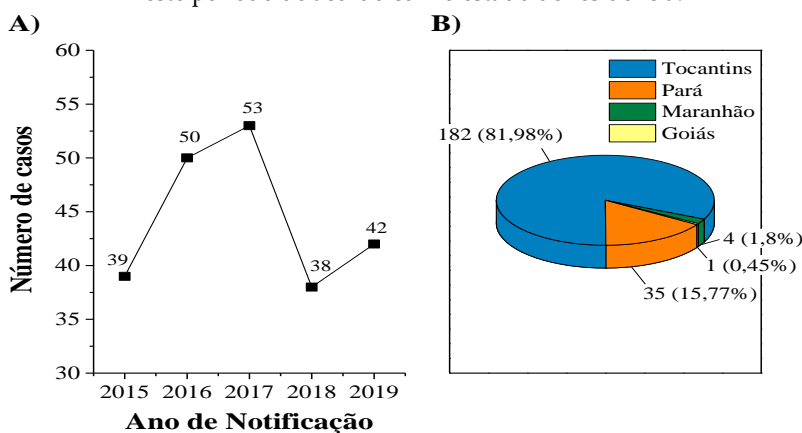 A)
Número de casos
60
55
50
45
40
35
30
39
50
53
38
42
2015 2016 2017 2018 2019
Ano de Notificação
B)
Tocantins
Pará
Maranhão
Goiás
182 (81,98%)
4 (1,8%)
1 (0,45%)
35 (15,77%)